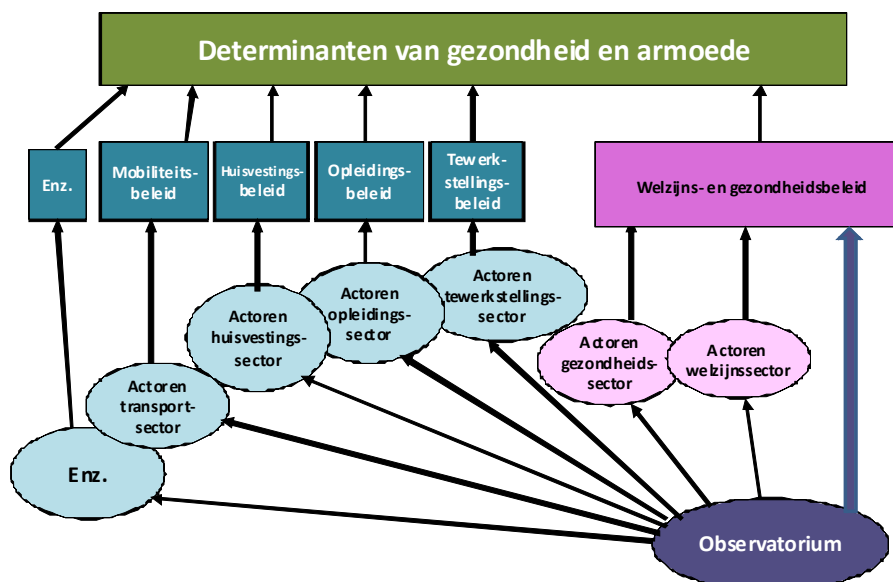 Determinanten van gezondheid en armoede
Enz.
Mobiliteits-
beleid
Huisvestings-
beleid
Opleidings-
beleid
Tewerk-
stellings-
beleid
Welzijns- en gezondheidsbeleid
Actoren
tewerkstellings-
sector
Actoren
opleidings-
sector
Actoren
huisvestings-
sector
Actoren
transport-
sector
Enz.
Actoren
gezondheids-
sector
Actoren
welzijnssector
Observatorium